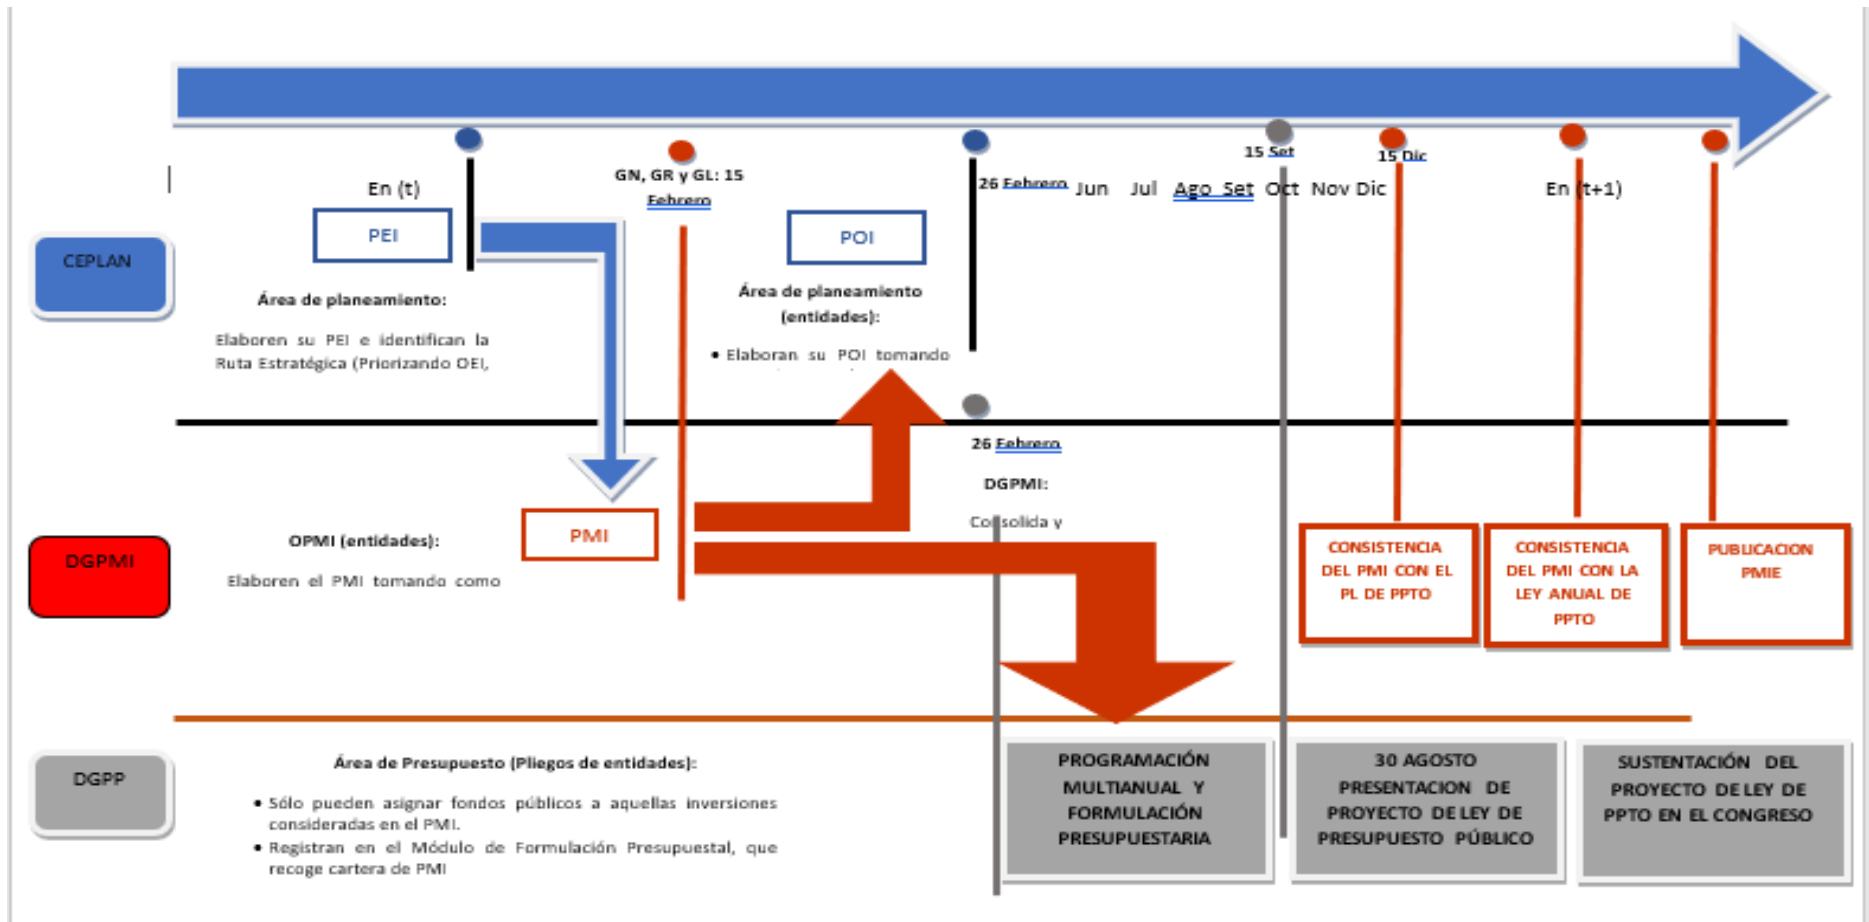 15 Set
15 Dic
GN, GR y GL: 15
Febrero
En (t)
26 Febrero Jun Jul Ago Set Oct Nov Dic
En (t+1)
CEPLAN
PEI
POI
Área de planeamiento:
Elaboren su PEI e identifican la
Ruta Estratégica (Priorizando OEI,
Área de planeamiento
(entidades):
• Elaboran su POI tomando
26 Febrero
DGPMI:
Consolida y
DGPMI
OPMI (entidades):
Elaboren el PMI tomando como
PMI
CONSISTENCIA
DEL PMI CON EL
PL DE PPTO
CONSISTENCIA
DEL PMI CON LA
LEY ANUAL DE
PPTO
PUBLICACION
PMIE
DGPP
Área de Presupuesto (Pliegos de entidades):
• Sólo pueden asignar fondos públicos a aquellas inversiones
consideradas en el PMI.
• Registran en el Módulo de Formulación Presupuestal, que
recoge cartera de PMI
PROGRAMACIÓN
MULTIANUAL Y
FORMULACIÓN
PRESUPUESTARIA
30 AGOSTO
PRESENTACION DE
PROYECTO DE LEY DE
PRESUPUESTO PÚBLICO
SUSTENTACIÓN DEL
PROYECTO DE LEY DE
PPTO EN EL CONGRESO